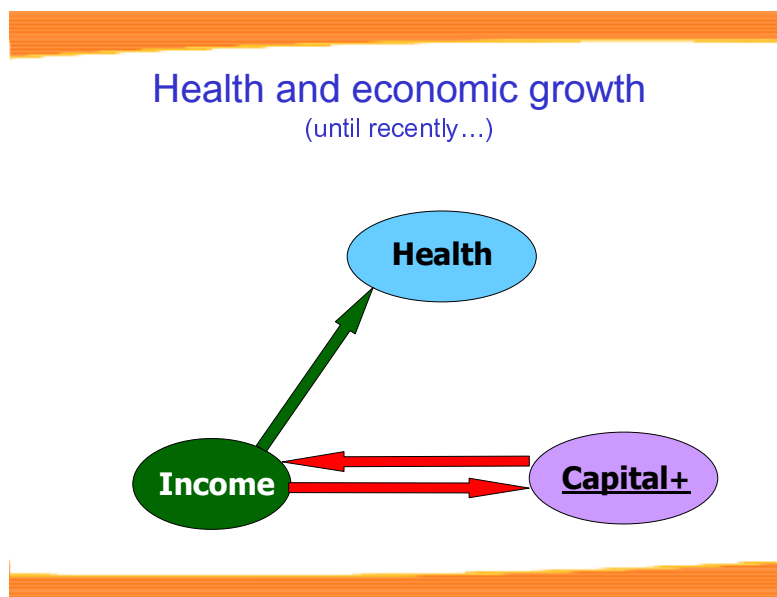 Health and economic growth
(until recently…)
Health
Income
Capital+